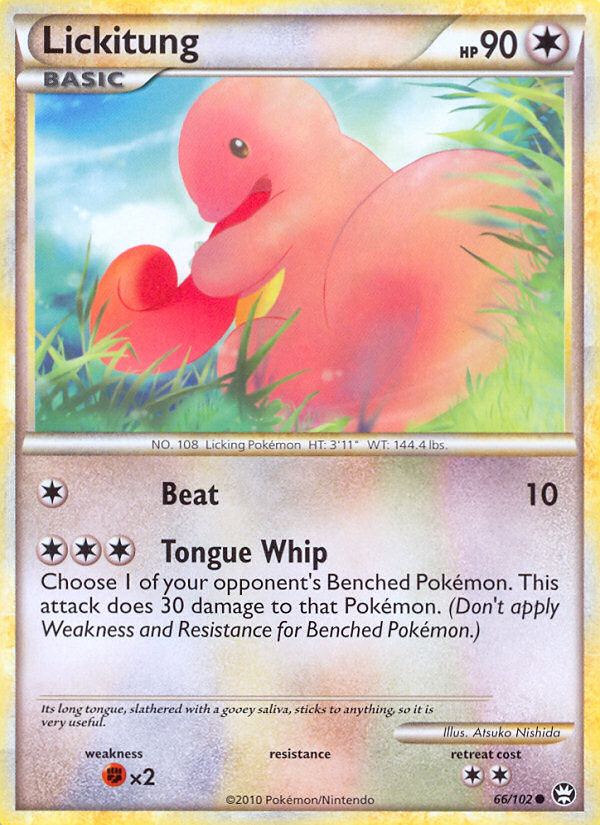 Lickitung
HP 90
BASIC
NO. 108 Licking Pokémon HT: 3'11" WT: 144.4 lbs.
Beat 10
Tongue Whip
Choose 1 of your opponent's Benched Pokémon. This
attack does 30 damage to that Pokémon. (Don't apply
Weakness and Resistance for Benched Pokémon.)
Its long tongue, slathered with a gooey saliva, sticks to anything, so it is
very useful.
Illus. Atsuko Nishida
weakness resistance retreat cost
×2
©2010 Pokémon/Nintendo 66/102